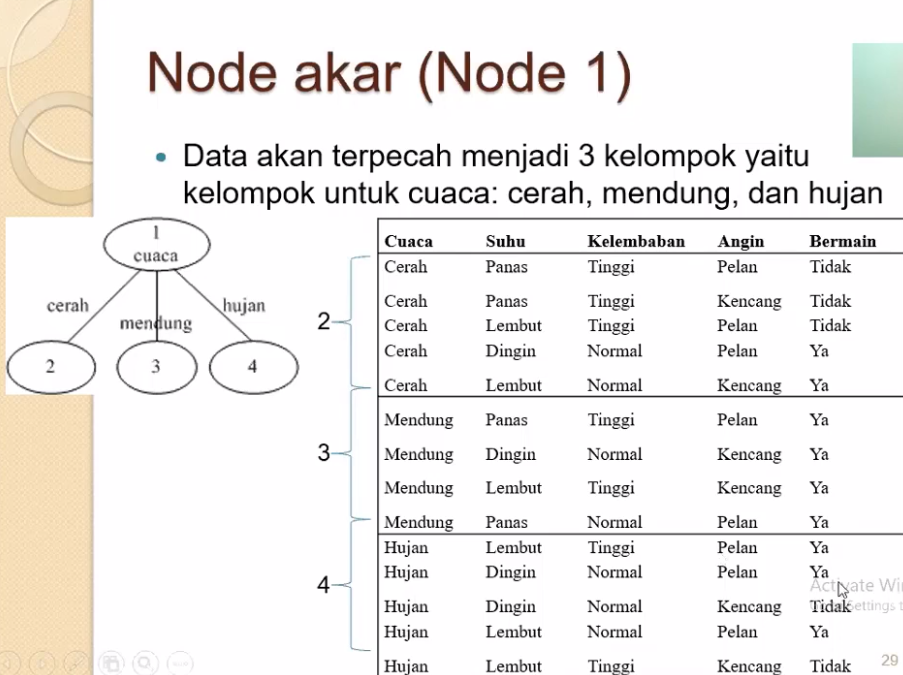 Node akar (Node 1)
Data akan terpecah menjadi 3 kelompok yaitu
kelompok untuk cuaca: cerah, mendung, dan hujan
1
cuaca
cerah
mendung
hujan
2
3
4
2
3
4
Cuaca Suhu Kelembaban Angin Bermain
Cerah Panas Tinggi Pelan Tidak
Cerah Panas Tinggi Kencang Tidak
Cerah Lembut Tinggi Pelan Tidak
Cerah Dingin Normal Pelan Ya
Cerah Lembut Normal Kencang Ya
Mendung Panas Tinggi Pelan Ya
Mendung Dingin Normal Kencang Ya
Mendung Lembut Tinggi Kencang Ya
Mendung Panas Normal Pelan Ya
Hujan Lembut Tinggi Pelan Ya
Hujan Dingin Normal Pelan Ya
Hujan Dingin Normal Kencang Tidak
Hujan Lembut Normal Pelan Ya
Hujan Lembut Tinggi Kencang Tidak
Activate Wi
Settings t
29